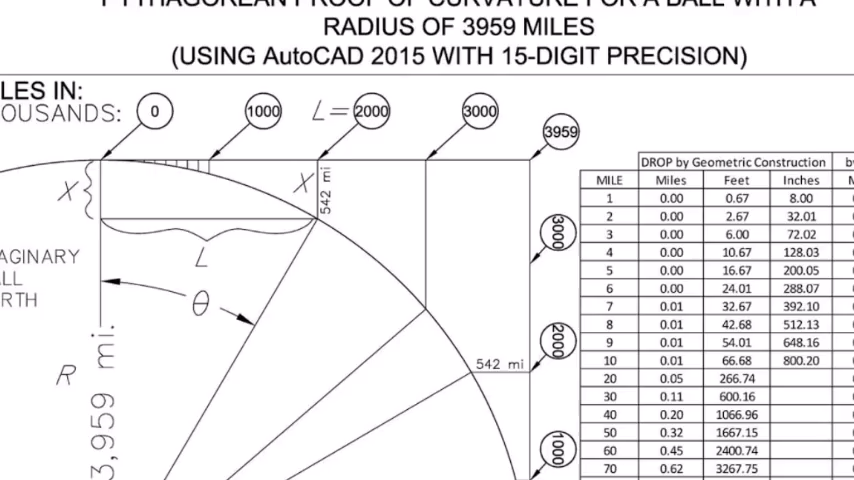 PYTHAGOREAN PROOF OF CURVATURE FOR A BALL WITH A
RADIUS OF 3959 MILES
(USING AutoCAD 2015 WITH 15-DIGIT PRECISION)
LES IN:
OUSANDS:
0
1000
L=
2000
3000
3959
X
X
542 mi
L
AGINARY
LL
RTH
θ
R
3,959 mi.
3000
2000
542 mi
1000
DROP by Geometric Construction
MILE Miles Feet Inches
1 0.00 0.67 8.00
2 0.00 2.67 32.01
3 0.00 6.00 72.02
4 0.00 10.67 128.03
5 0.00 16.67 200.05
6 0.00 24.01 288.07
7 0.01 32.67 392.10
8 0.01 42.68 512.13
9 0.01 54.01 648.16
10 0.01 66.68 800.20
20 0.05 266.74
30 0.11 600.16
40 0.20 1066.96
50 0.32 1667.15
60 0.45 2400.74
70 0.62 3267.75